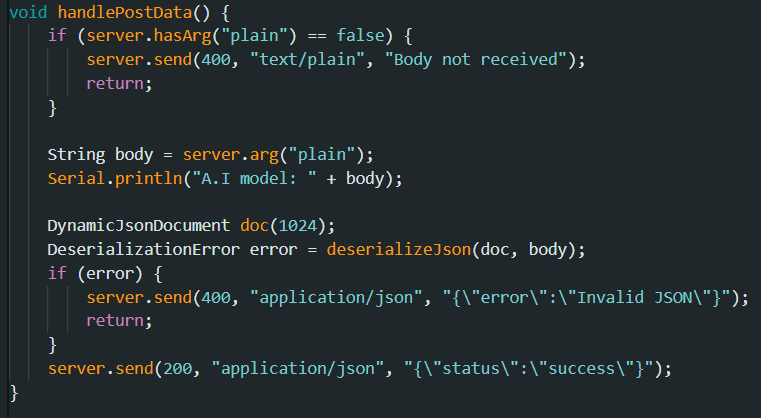 void handlePostData() {
    if (server.hasArg("plain") == false) {
        server.send(400, "text/plain", "Body not received");
        return;
    }

    String body = server.arg("plain");
    Serial.println("A.I model: " + body);

    DynamicJsonDocument doc(1024);
    DeserializationError error = deserializeJson(doc, body);
    if (error) {
        server.send(400, "application/json", "{\"error\":\"Invalid JSON\"}");
        return;
    }
    server.send(200, "application/json", "{\"status\":\"success\"}");
}